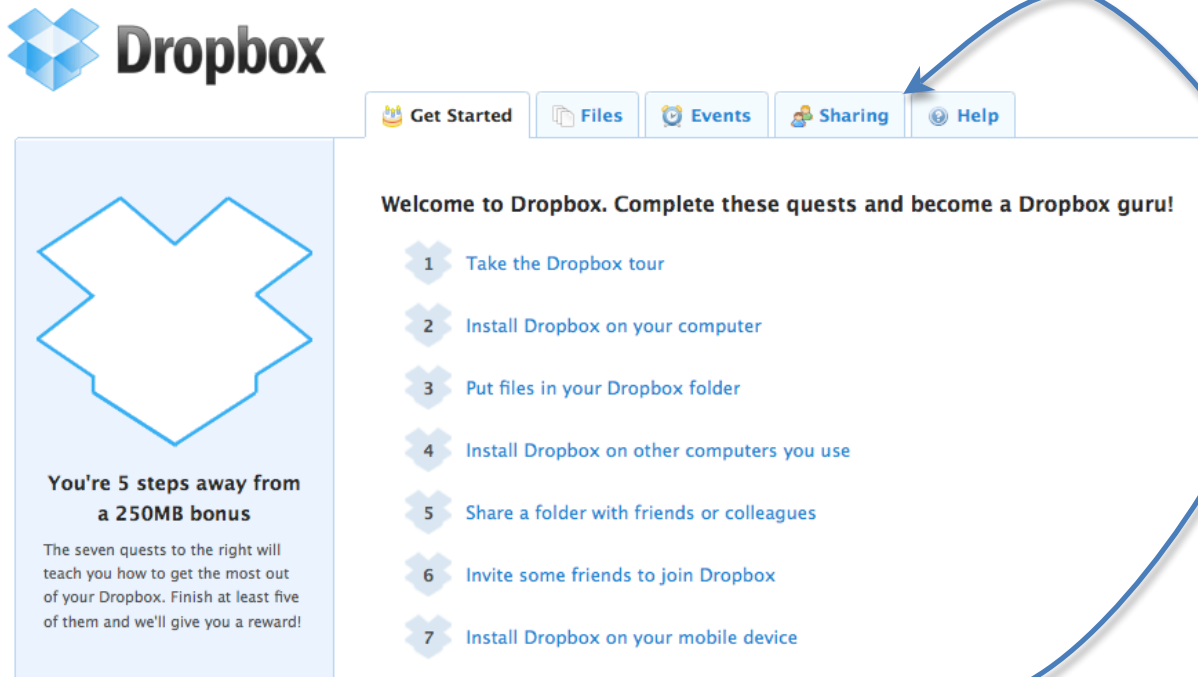 Dropbox
Get Started Files Events Sharing Help
Welcome to Dropbox. Complete these quests and become a Dropbox guru!
1 Take the Dropbox tour
2 Install Dropbox on your computer
3 Put files in your Dropbox folder
4 Install Dropbox on other computers you use
5 Share a folder with friends or colleagues
6 Invite some friends to join Dropbox
7 Install Dropbox on your mobile device
You're 5 steps away from
a 250MB bonus
The seven quests to the right will
teach you how to get the most out
of your Dropbox. Finish at least five
of them and we'll give you a reward!